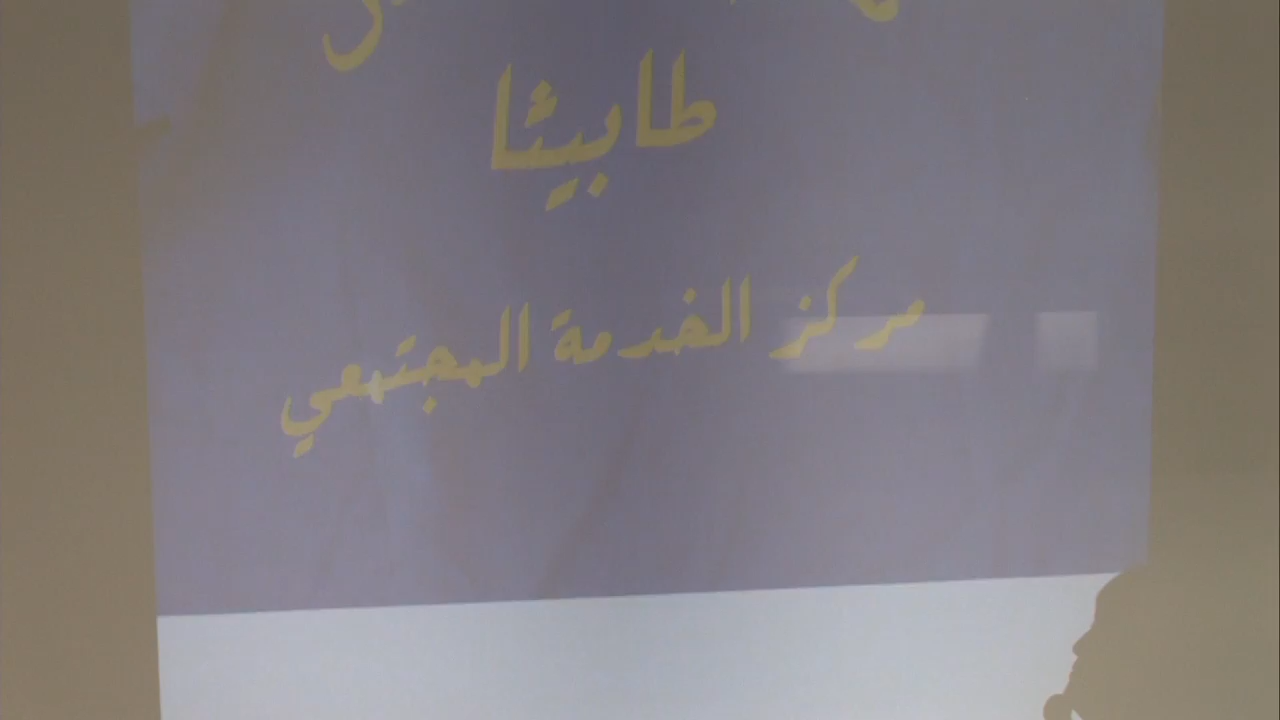 طابيثا
مركز الخدمة المجتمعي